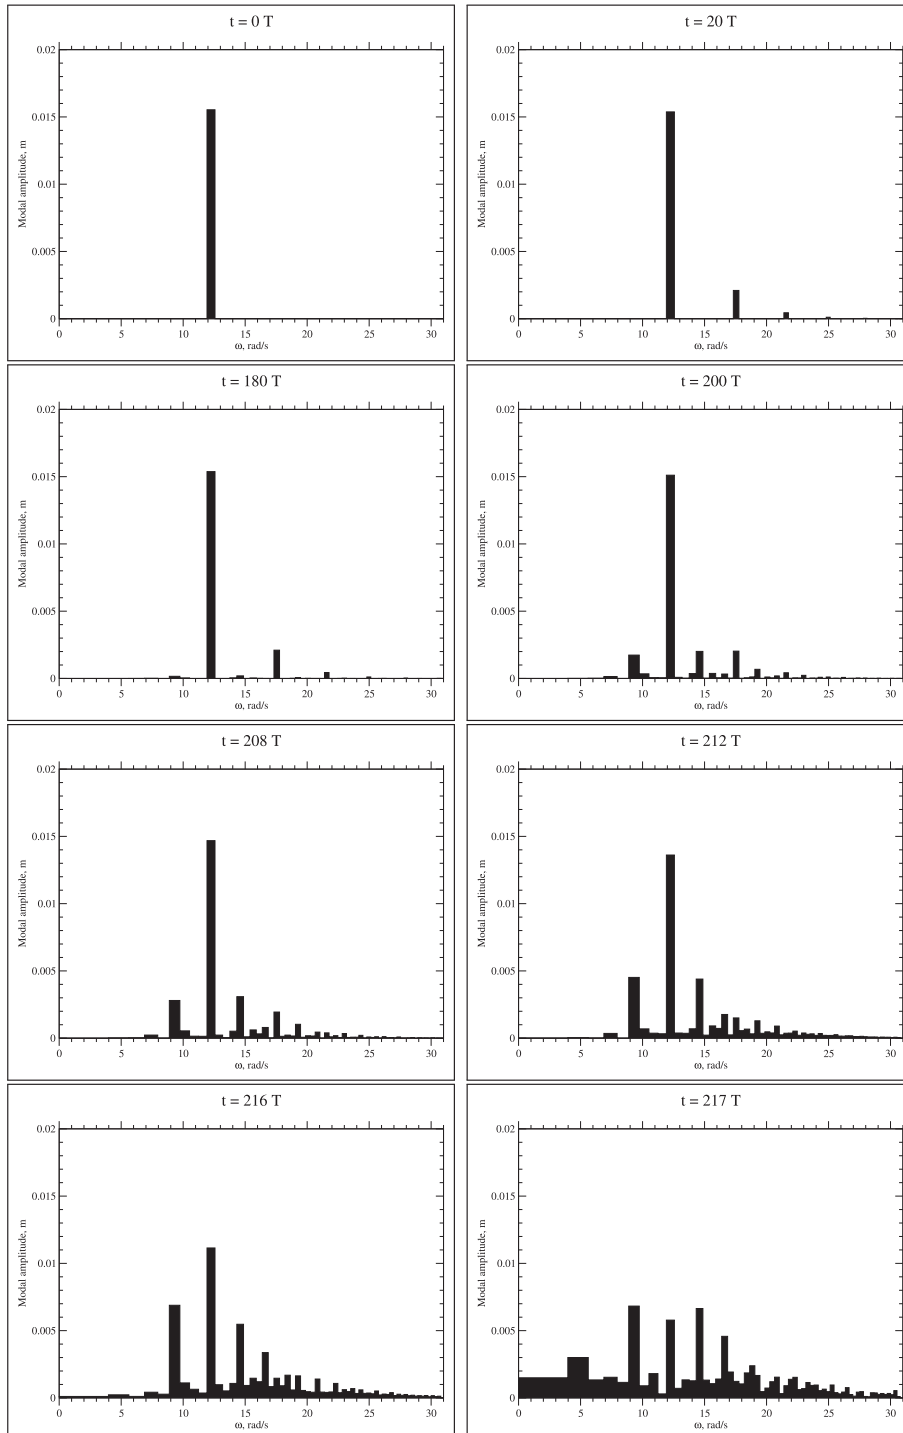 t = 0 T
Modal amplitude, m
0.02
0.015
0.01
0.005
0
0 5 10 15 20 25 30
ω, rad/s
t = 20 T
Modal amplitude, m
0.02
0.015
0.01
0.005
0
0 5 10 15 20 25 30
ω, rad/s
t = 180 T
Modal amplitude, m
0.02
0.015
0.01
0.005
0
0 5 10 15 20 25 30
ω, rad/s
t = 200 T
Modal amplitude, m
0.02
0.015
0.01
0.005
0
0 5 10 15 20 25 30
ω, rad/s
t = 208 T
Modal amplitude, m
0.02
0.015
0.01
0.005
0
0 5 10 15 20 25 30
ω, rad/s
t = 212 T
Modal amplitude, m
0.02
0.015
0.01
0.005
0
0 5 10 15 20 25 30
ω, rad/s
t = 216 T
Modal amplitude, m
0.02
0.015
0.01
0.005
0
0 5 10 15 20 25 30
ω, rad/s
t = 217 T
Modal amplitude, m
0.02
0.015
0.01
0.005
0
0 5 10 15 20 25 30
ω, rad/s